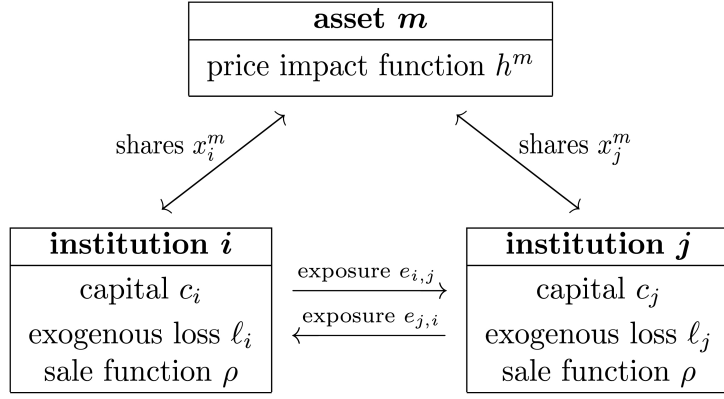 asset m
price impact function h^m
shares x_i^m
shares x_j^m
institution i
institution j
capital c_i
exogenous loss ℓ_i
sale function ρ
exposure e_{i,j}
exposure e_{j,i}
capital c_j
exogenous loss ℓ_j
sale function ρ